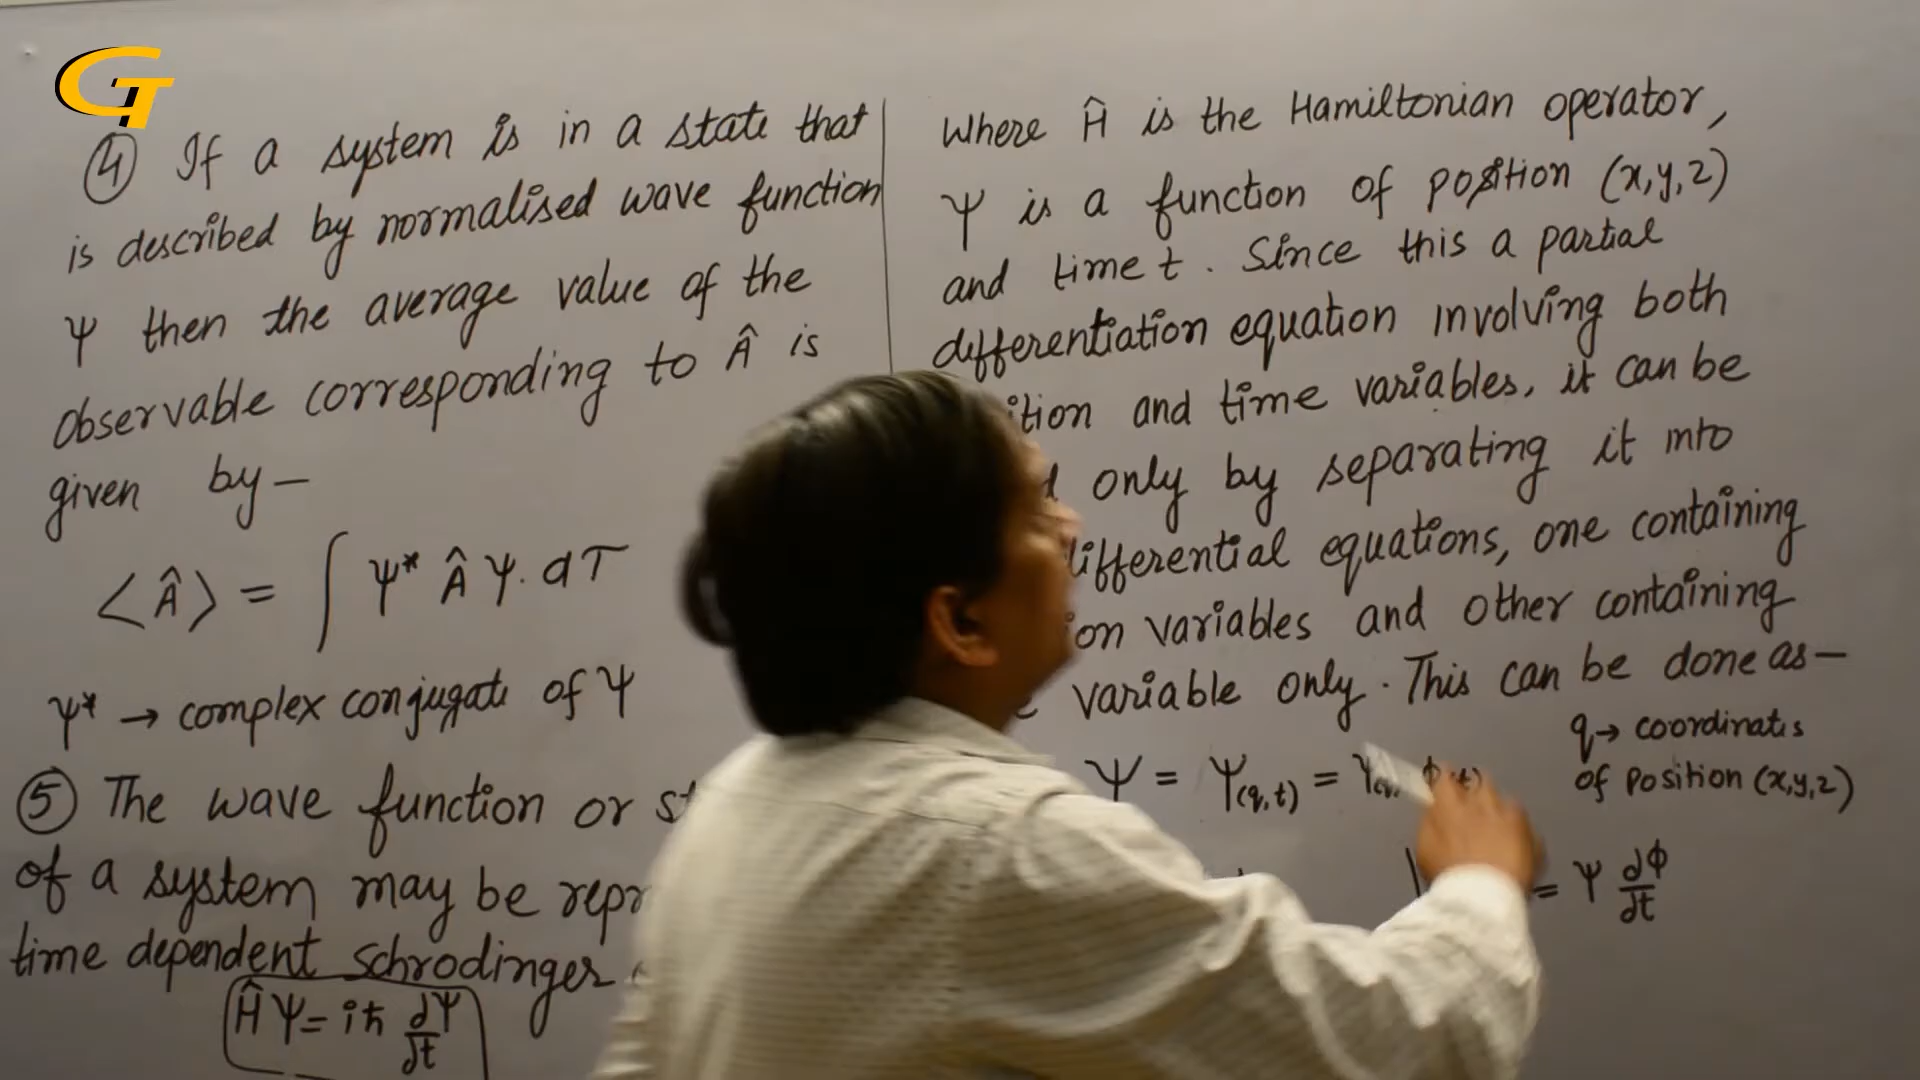 GT
④ If a system is in a state that
is described by normalised wave function
Ψ then the average value of the
observable corresponding to Â is
given by—
<Â> = ∫ Ψ* Â Ψ. dτ
Ψ* → complex conjugate of Ψ
⑤ The wave function or
of a system may be
time dependent Schrodinger
ĤΨ = iħ ∂Ψ/∂t
where Ĥ is the Hamiltonian operator,
Ψ is a function of position (x,y,z)
and time t. Since this a partial
differentiation equation involving both
and time variables, it can be
only by separating it into
equations, one containing
variables and other containing
variable only. This can be done as—
q → coordinates
of position (x,y,z)
Ψ = Ψ(q,t) =
= Ψ ∂Φ/∂t